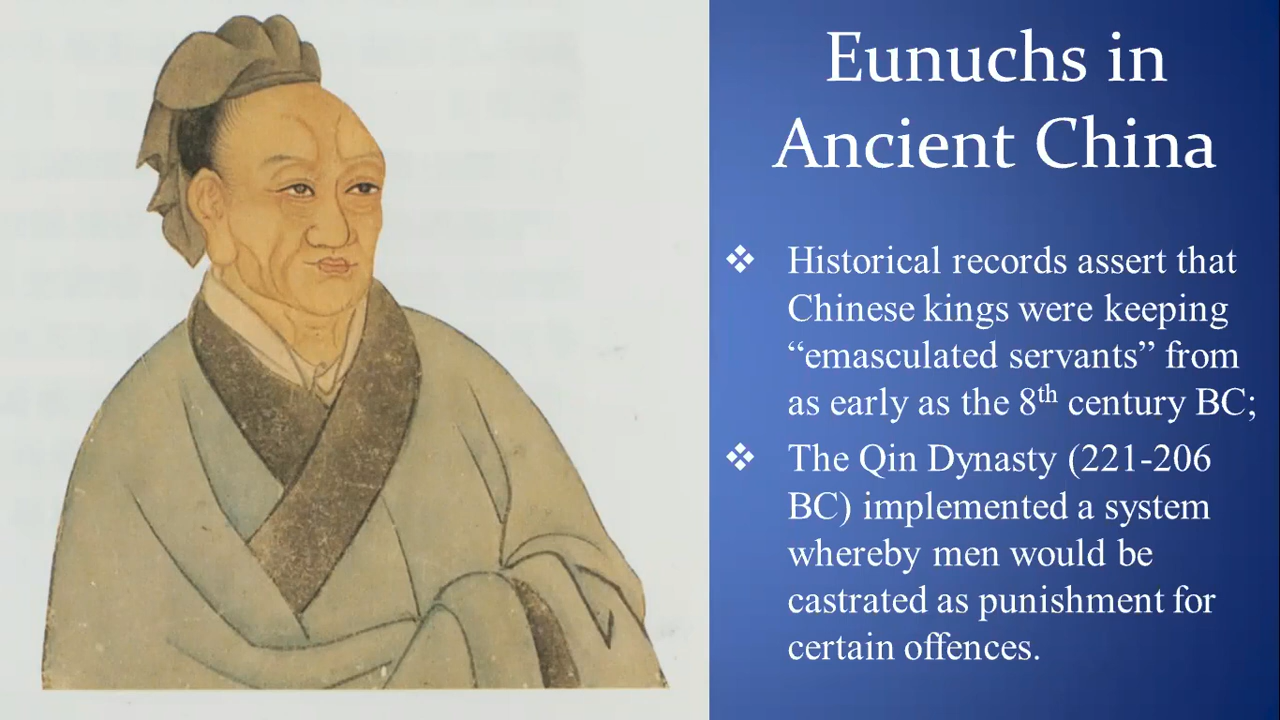 Eunuchs in
Ancient China
❖ Historical records assert that
Chinese kings were keeping
“emasculated servants” from
as early as the 8th century BC;
❖ The Qin Dynasty (221-206
BC) implemented a system
whereby men would be
castrated as punishment for
certain offences.